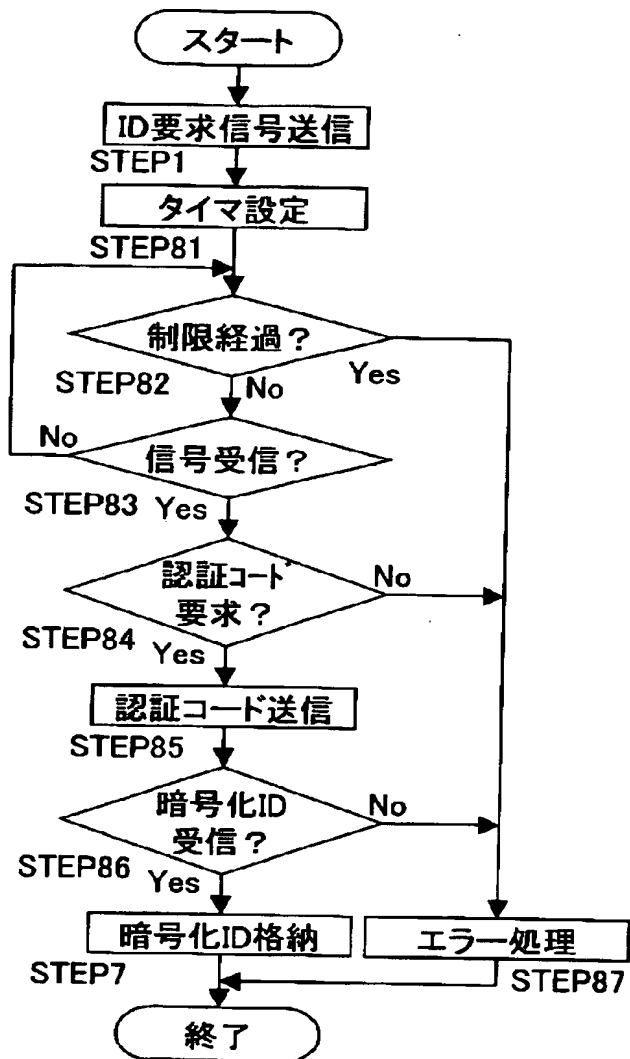 スタート
ID要求信号送信
STEP1
タイマ設定
STEP81
制限経過？
STEP82
No
Yes
No
信号受信？
STEP83
Yes
認証コード
要求？
No
STEP84
Yes
認証コード送信
STEP85
暗号化ID
受信？
No
STEP86
Yes
暗号化ID格納
エラー処理
STEP7
STEP87
終了